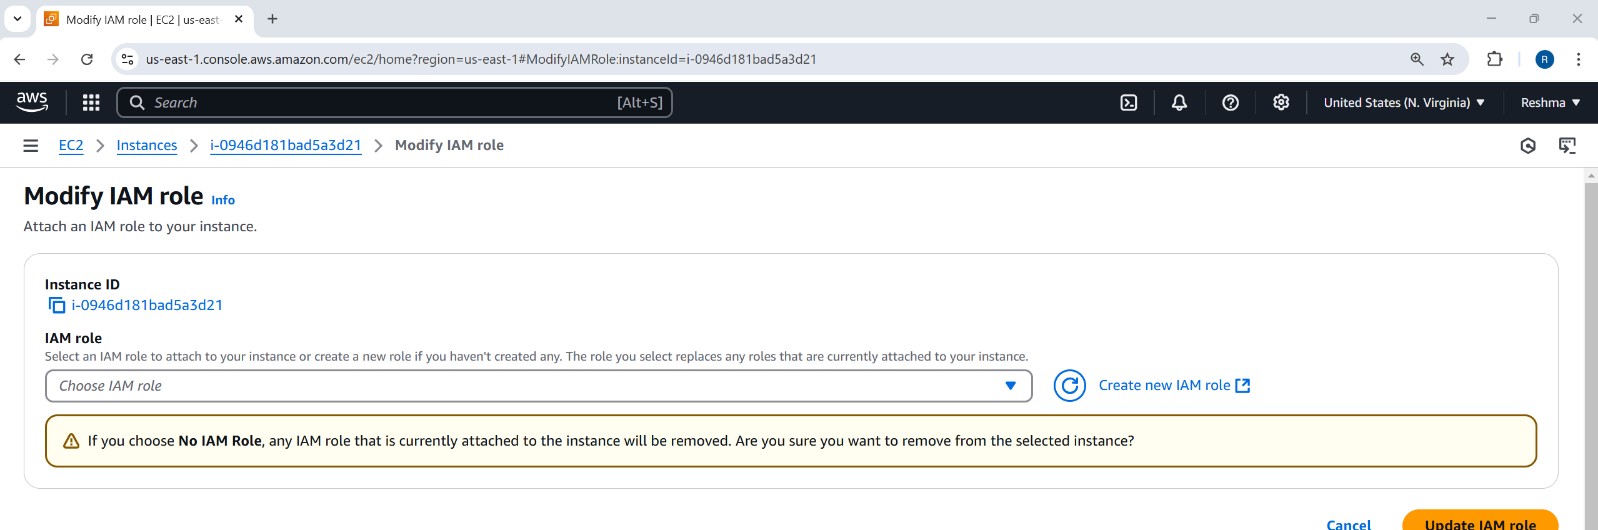 Modify IAM role | EC2 | us-east-
us-east-1.console.aws.amazon.com/ec2/home?region=us-east-1#ModifyIAMRole:instanceId=i-0946d181bad5a3d21
R
aws
Search
[Alt+S]
United States (N. Virginia)
Reshma
EC2
Instances
i-0946d181bad5a3d21
Modify IAM role
Modify IAM role Info
Attach an IAM role to your instance.
Instance ID
i-0946d181bad5a3d21
IAM role
Select an IAM role to attach to your instance or create a new role if you haven't created any. The role you select replaces any roles that are currently attached to your instance.
Choose IAM role
Create new IAM role
If you choose No IAM Role, any IAM role that is currently attached to the instance will be removed. Are you sure you want to remove from the selected instance?
Cancel
Update IAM role